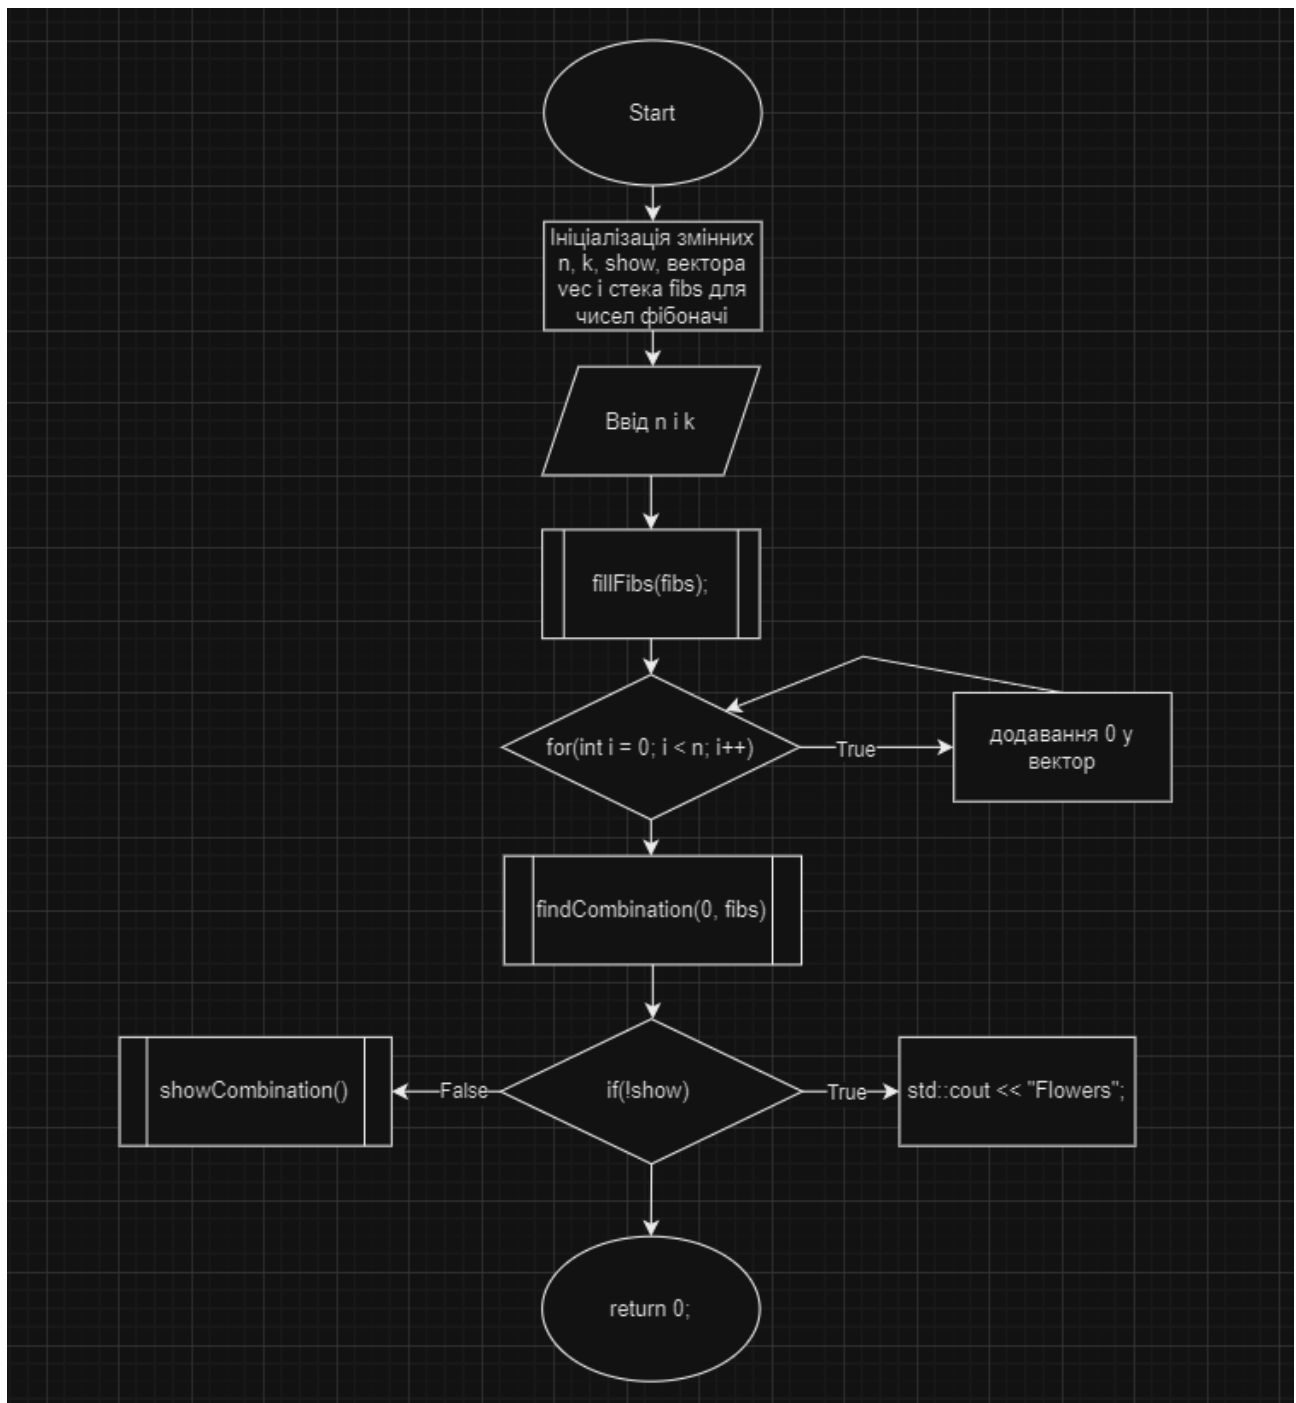 Start
Ініціалізація змінних
n, k, show, вектора
vec і стека fibs для
чисел фібоначі
Ввід n і k
fillFibs(fibs);
for(int i = 0; i < n; i++)
True
додавання 0 у
вектор
findCombination(0, fibs)
showCombination()
False
if(!show)
True
std::cout << "Flowers";
return 0;